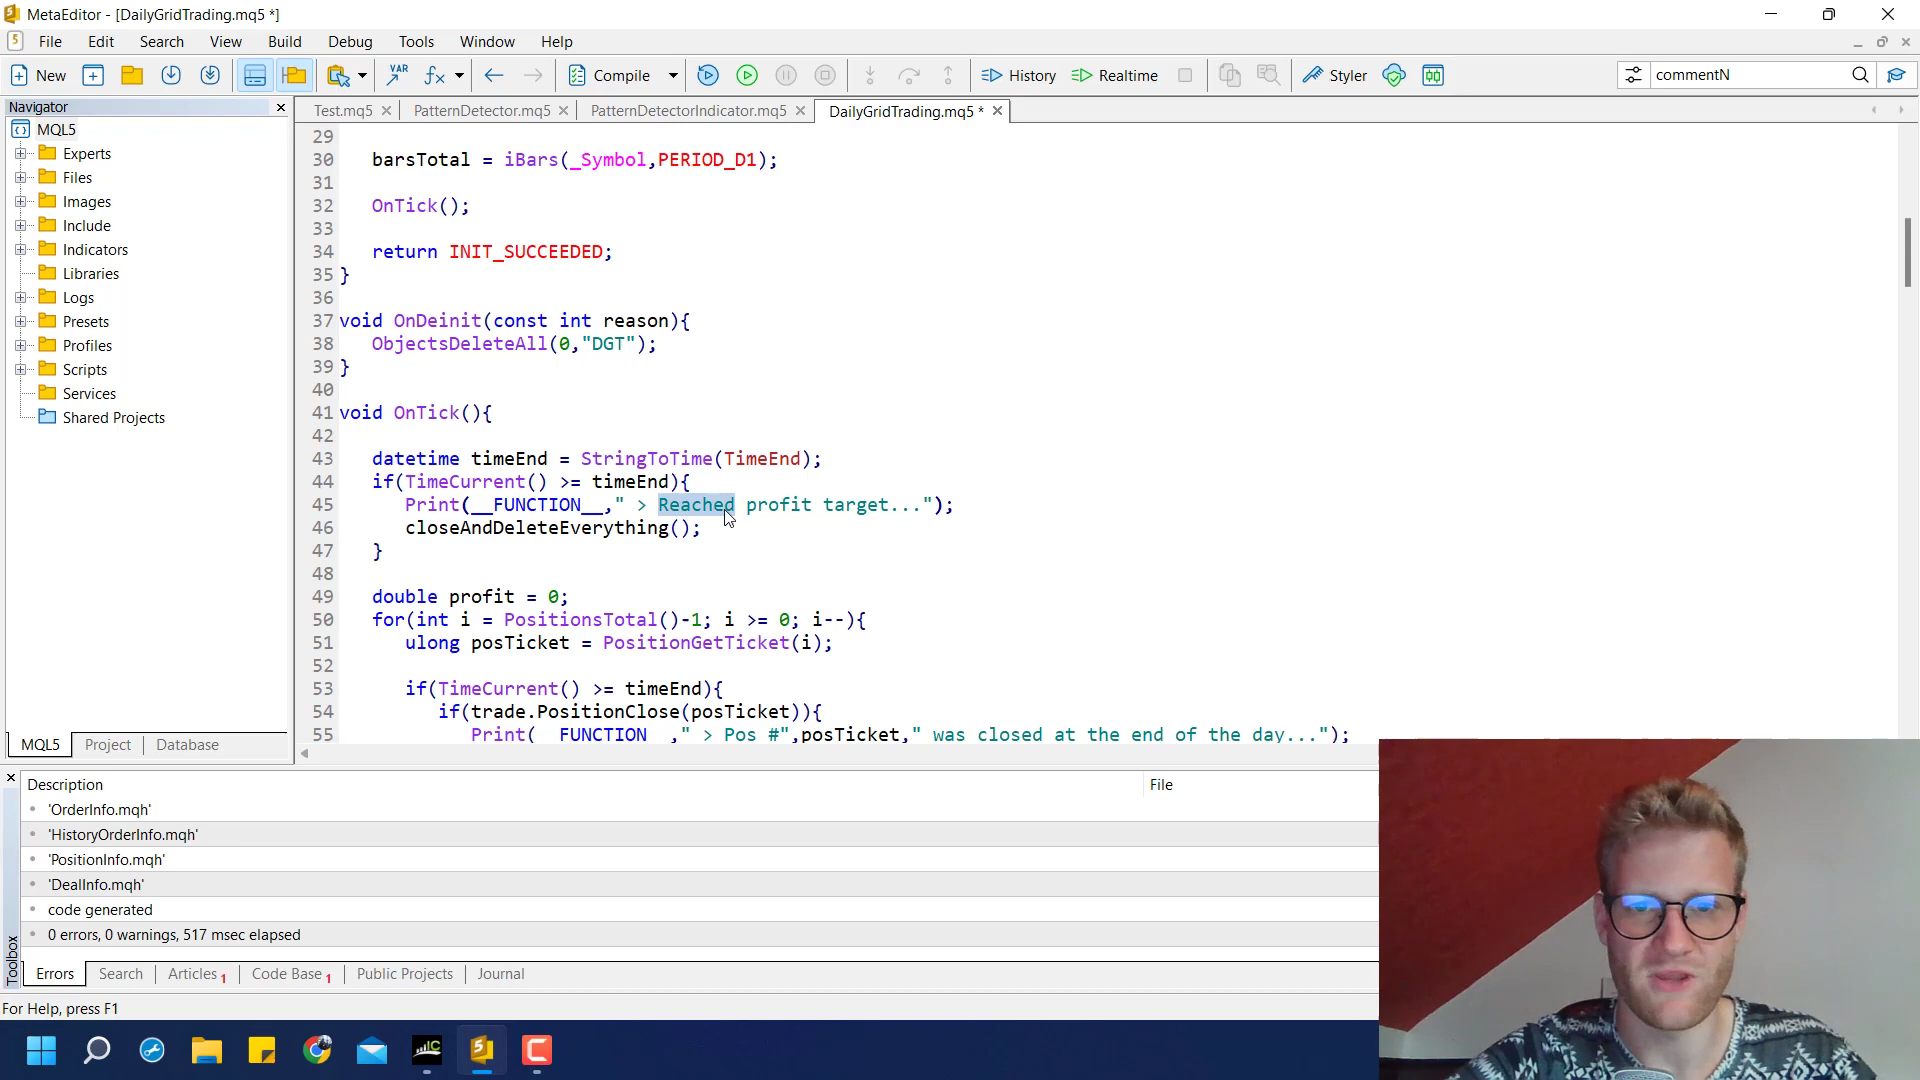 MetaEditor - [DailyGridTrading.mq5 *]
File Edit Search View Build Debug Tools Window Help
New VAR fx Compile History Realtime Styler commentN
Navigator
MQL5
Experts
Files
Images
Include
Indicators
Libraries
Logs
Presets
Profiles
Scripts
Services
Shared Projects
MQL5 Project Database
Test.mq5 PatternDetector.mq5 PatternDetectorIndicator.mq5 DailyGridTrading.mq5 *
29
30 barsTotal = iBars(_Symbol,PERIOD_D1);
31
32 OnTick();
33
34 return INIT_SUCCEEDED;
35 }
36
37 void OnDeinit(const int reason){
38 ObjectsDeleteAll(0,"DGT");
39 }
40
41 void OnTick(){
42
43 datetime timeEnd = StringToTime(TimeEnd);
44 if(TimeCurrent() >= timeEnd){
45 Print(__FUNCTION__," > Reached profit target...");
46 closeAndDeleteEverything();
47 }
48
49 double profit = 0;
50 for(int i = PositionsTotal()-1; i >= 0; i--){
51 ulong posTicket = PositionGetTicket(i);
52
53 if(TimeCurrent() >= timeEnd){
54 if(trade.PositionClose(posTicket)){
55 Print(__FUNCTION__," > Pos #",posTicket," was closed at the end of the day...");
Description File
'OrderInfo.mqh'
'HistoryOrderInfo.mqh'
'PositionInfo.mqh'
'DealInfo.mqh'
code generated
0 errors, 0 warnings, 517 msec elapsed
Toolbox
Errors Search Articles 1 Code Base 1 Public Projects Journal
For Help, press F1